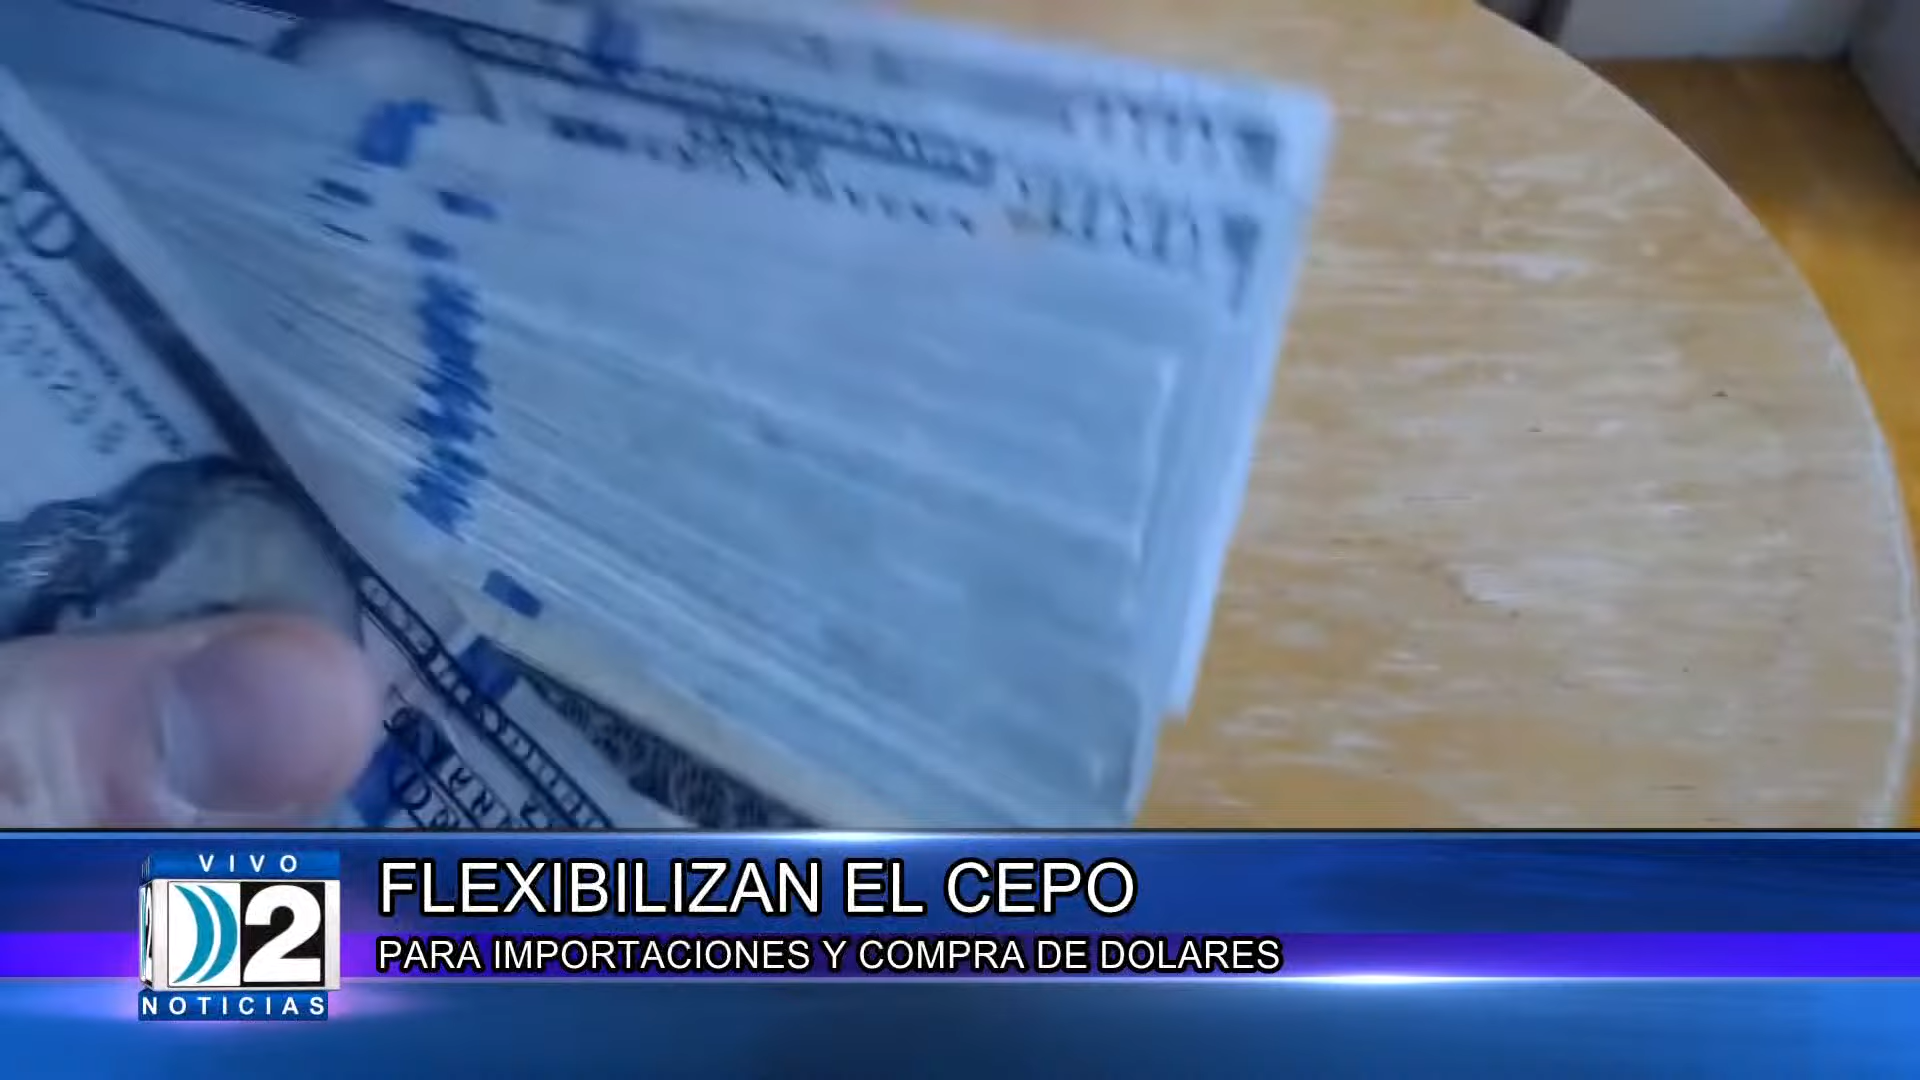 VIVO
2
NOTICIAS
FLEXIBILIZAN EL CEPO
PARA IMPORTACIONES Y COMPRA DE DOLARES